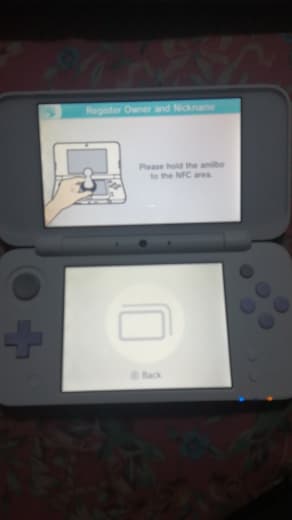 Register Owner and Nickname
Please hold the amiibo
to the NFC area.
Back